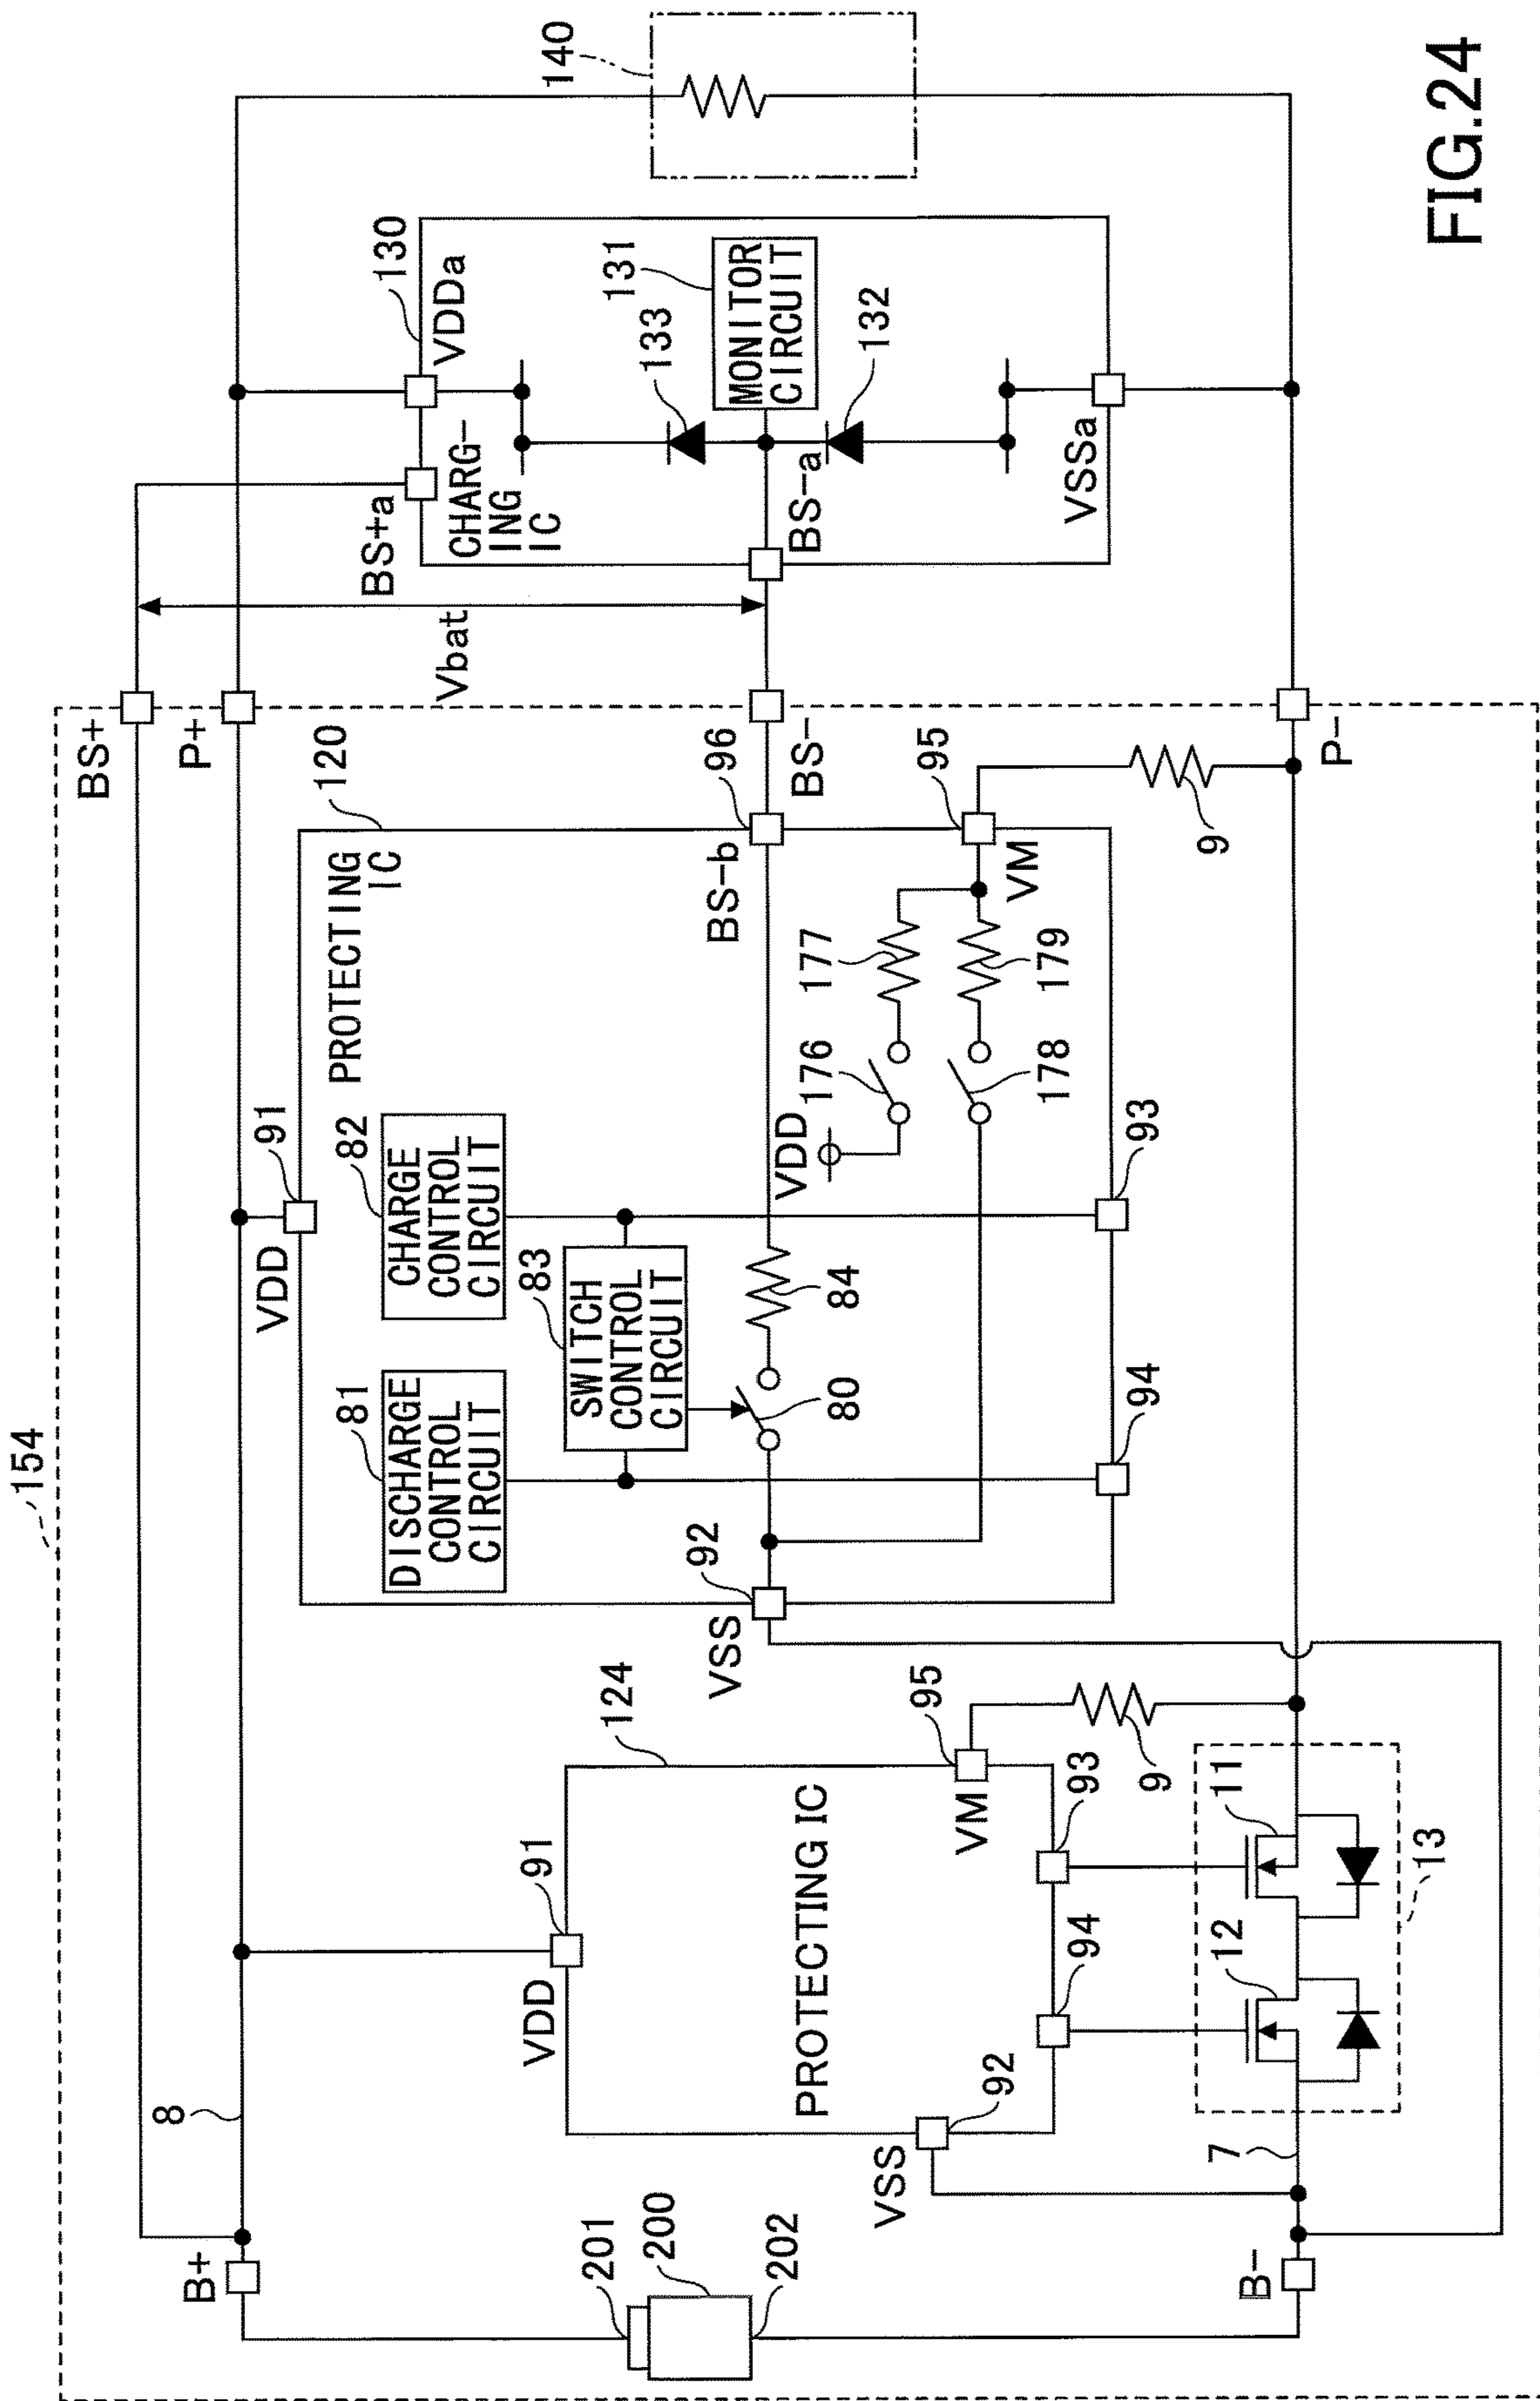 FIG.24
154
BS+
P+
120
PROTECTING
IC
91
VDD
82
CHARGE
CONTROL
CIRCUIT
81
DISCHARGE
CONTROL
CIRCUIT
83
SWITCH
CONTROL
CIRCUIT
80
84
BS-b
96
BS-
VDD
176
177
178
179
95
VM
9
P-
93
94
92
VSS
124
PROTECTING IC
91
VDD
95
VM
9
93
94
92
VSS
11
12
13
7
8
B+
201
200
202
B-
Vbat
BS+a
CHARG-
ING
IC
130
VDDa
133
131
MONITOR
CIRCUIT
132
BS-a
VSSa
140